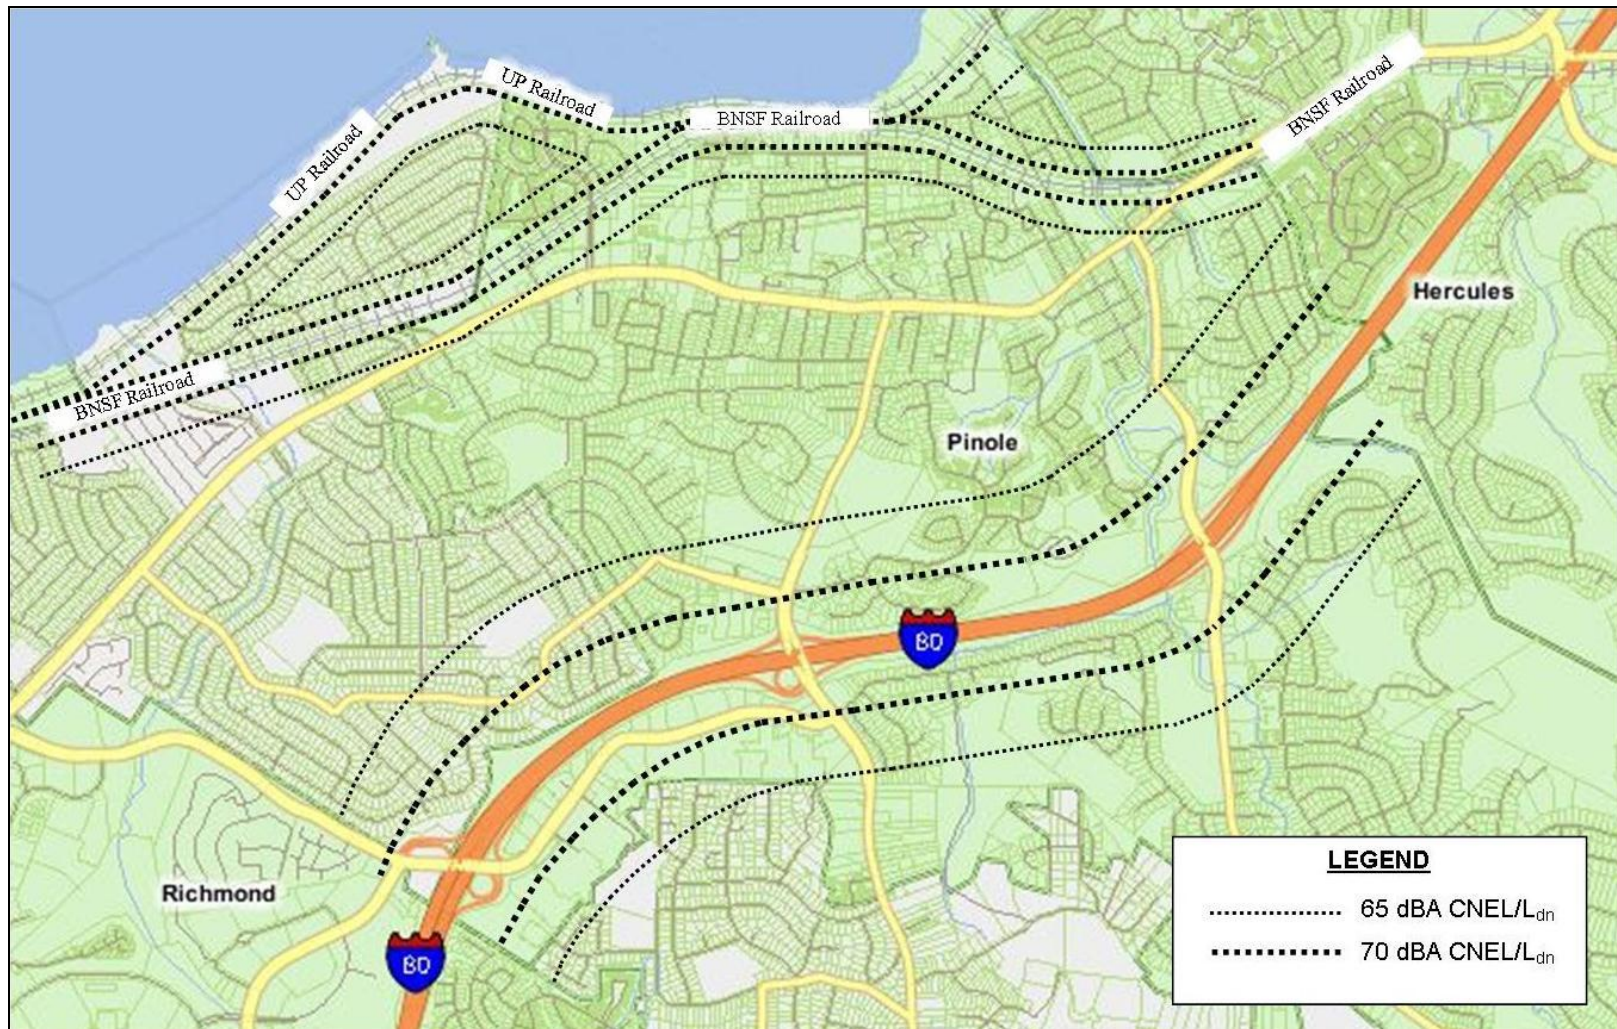 UP Railroad
UP Railroad
BNSF Railroad
BNSF Railroad
BNSF Railroad
Hercules
Pinole
80
Richmond
80
LEGEND
65 dBA CNEL/Ldn
70 dBA CNEL/Ldn